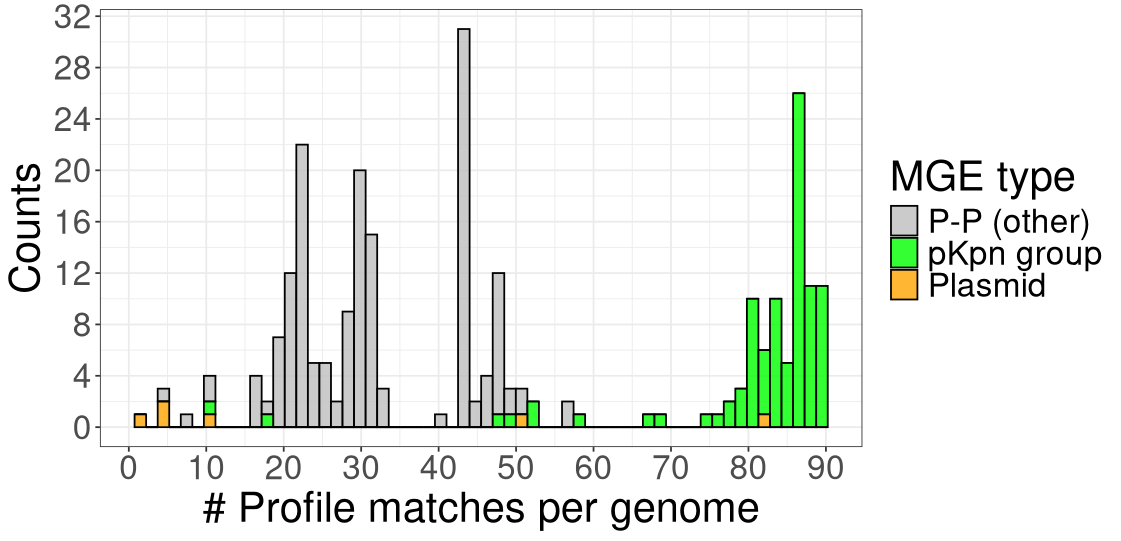 32
28
24
20
16
12
8
4
0
Counts
0 10 20 30 40 50 60 70 80 90
# Profile matches per genome
MGE type
P-P (other)
pKpn group
Plasmid